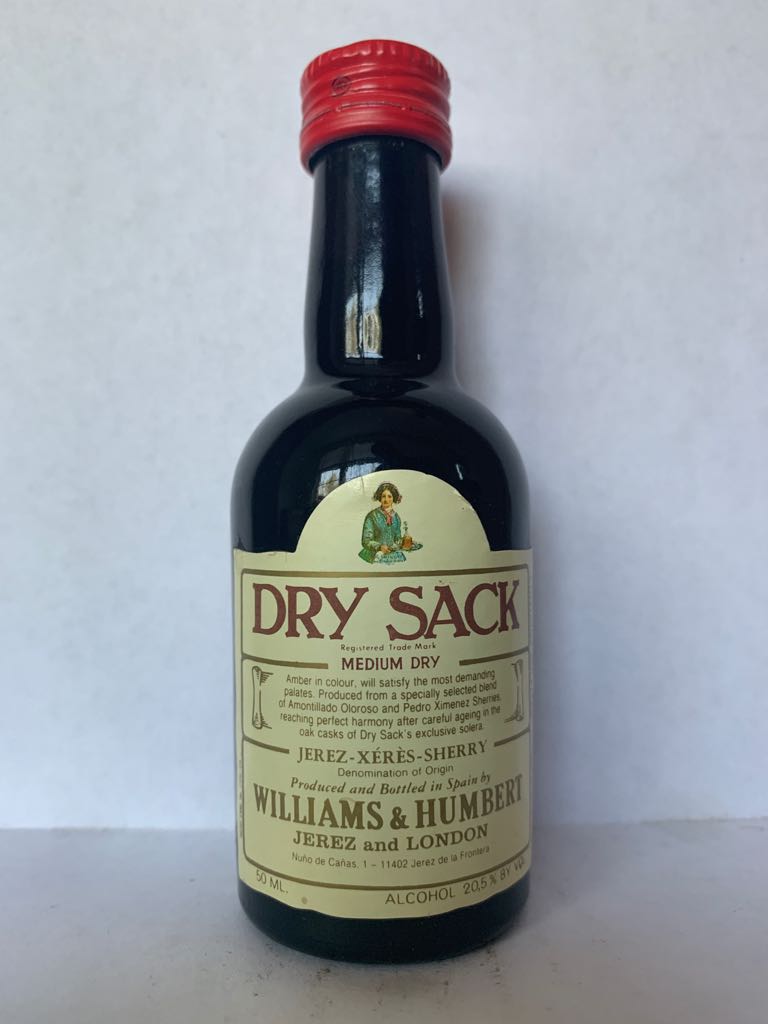 DRY SACK
Registered Trade Mark
MEDIUM DRY
Amber in colour, will satisfy the most demanding
palates. Produced from a specially selected blend
of Amontillado Oloroso and Pedro Ximenez Sherries,
reaching perfect harmony after careful ageing in the
oak casks of Dry Sack's exclusive solera.
JEREZ-XÉRÈS-SHERRY
Denomination of Origin
Produced and Bottled in Spain by
WILLIAMS & HUMBERT
JEREZ and LONDON
Nuño de Cañas, 1 - 11402 Jerez de la Frontera
50 ML. ALCOHOL 20,5 % BY